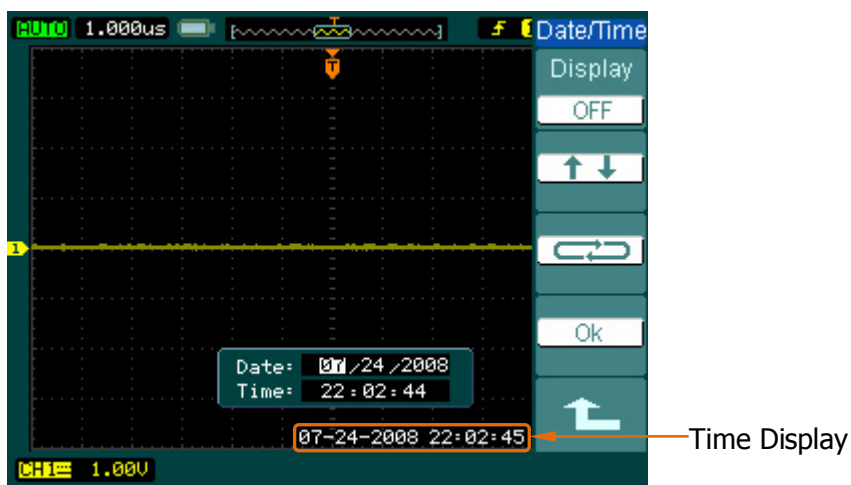 AUTO 1.000us T Date/Time
T
Display
OFF
1
Ok
Date: 07/24/2008
Time: 22:02:44
07-24-2008 22:02:45
Time Display
CH1 1.00V